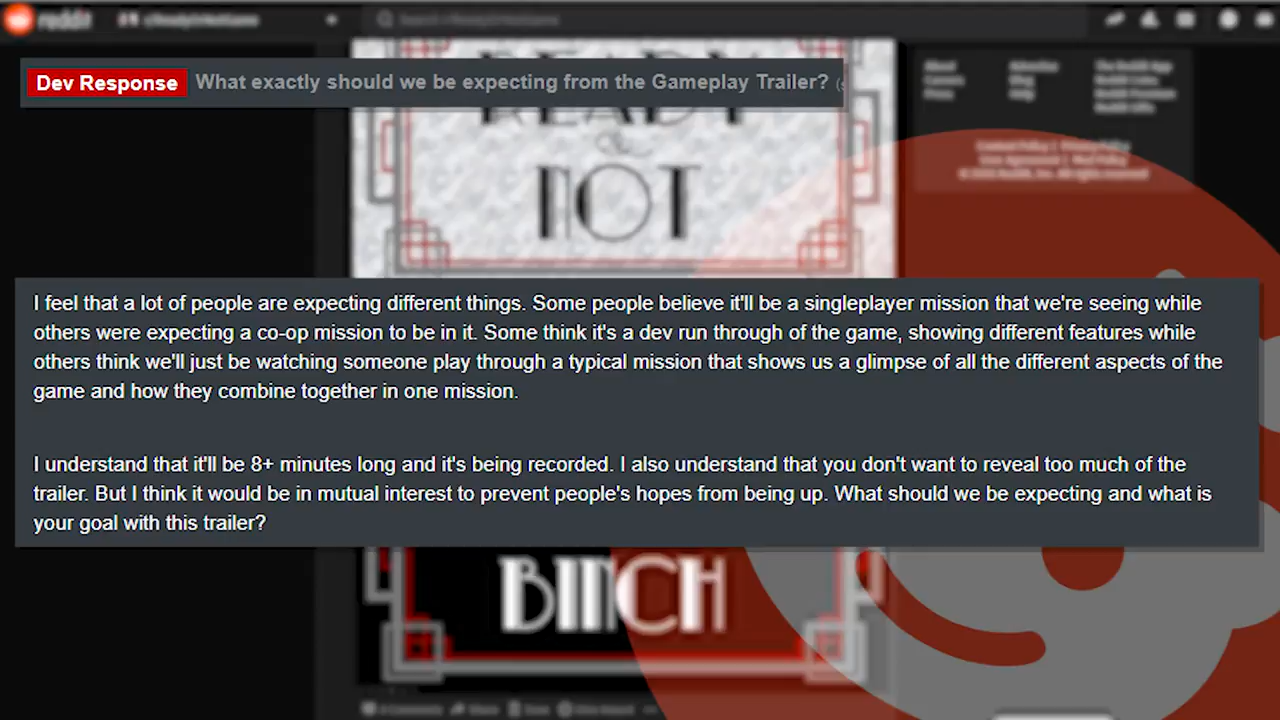 reddit
Dev Response What exactly should we be expecting from the Gameplay Trailer?
READY
NOT
I feel that a lot of people are expecting different things. Some people believe it'll be a singleplayer mission that we're seeing while
others were expecting a co-op mission to be in it. Some think it's a dev run through of the game, showing different features while
others think we'll just be watching someone play through a typical mission that shows us a glimpse of all the different aspects of the
game and how they combine together in one mission.
I understand that it'll be 8+ minutes long and it's being recorded. I also understand that you don't want to reveal too much of the
trailer. But I think it would be in mutual interest to prevent people's hopes from being up. What should we be expecting and what is
your goal with this trailer?
BITCH